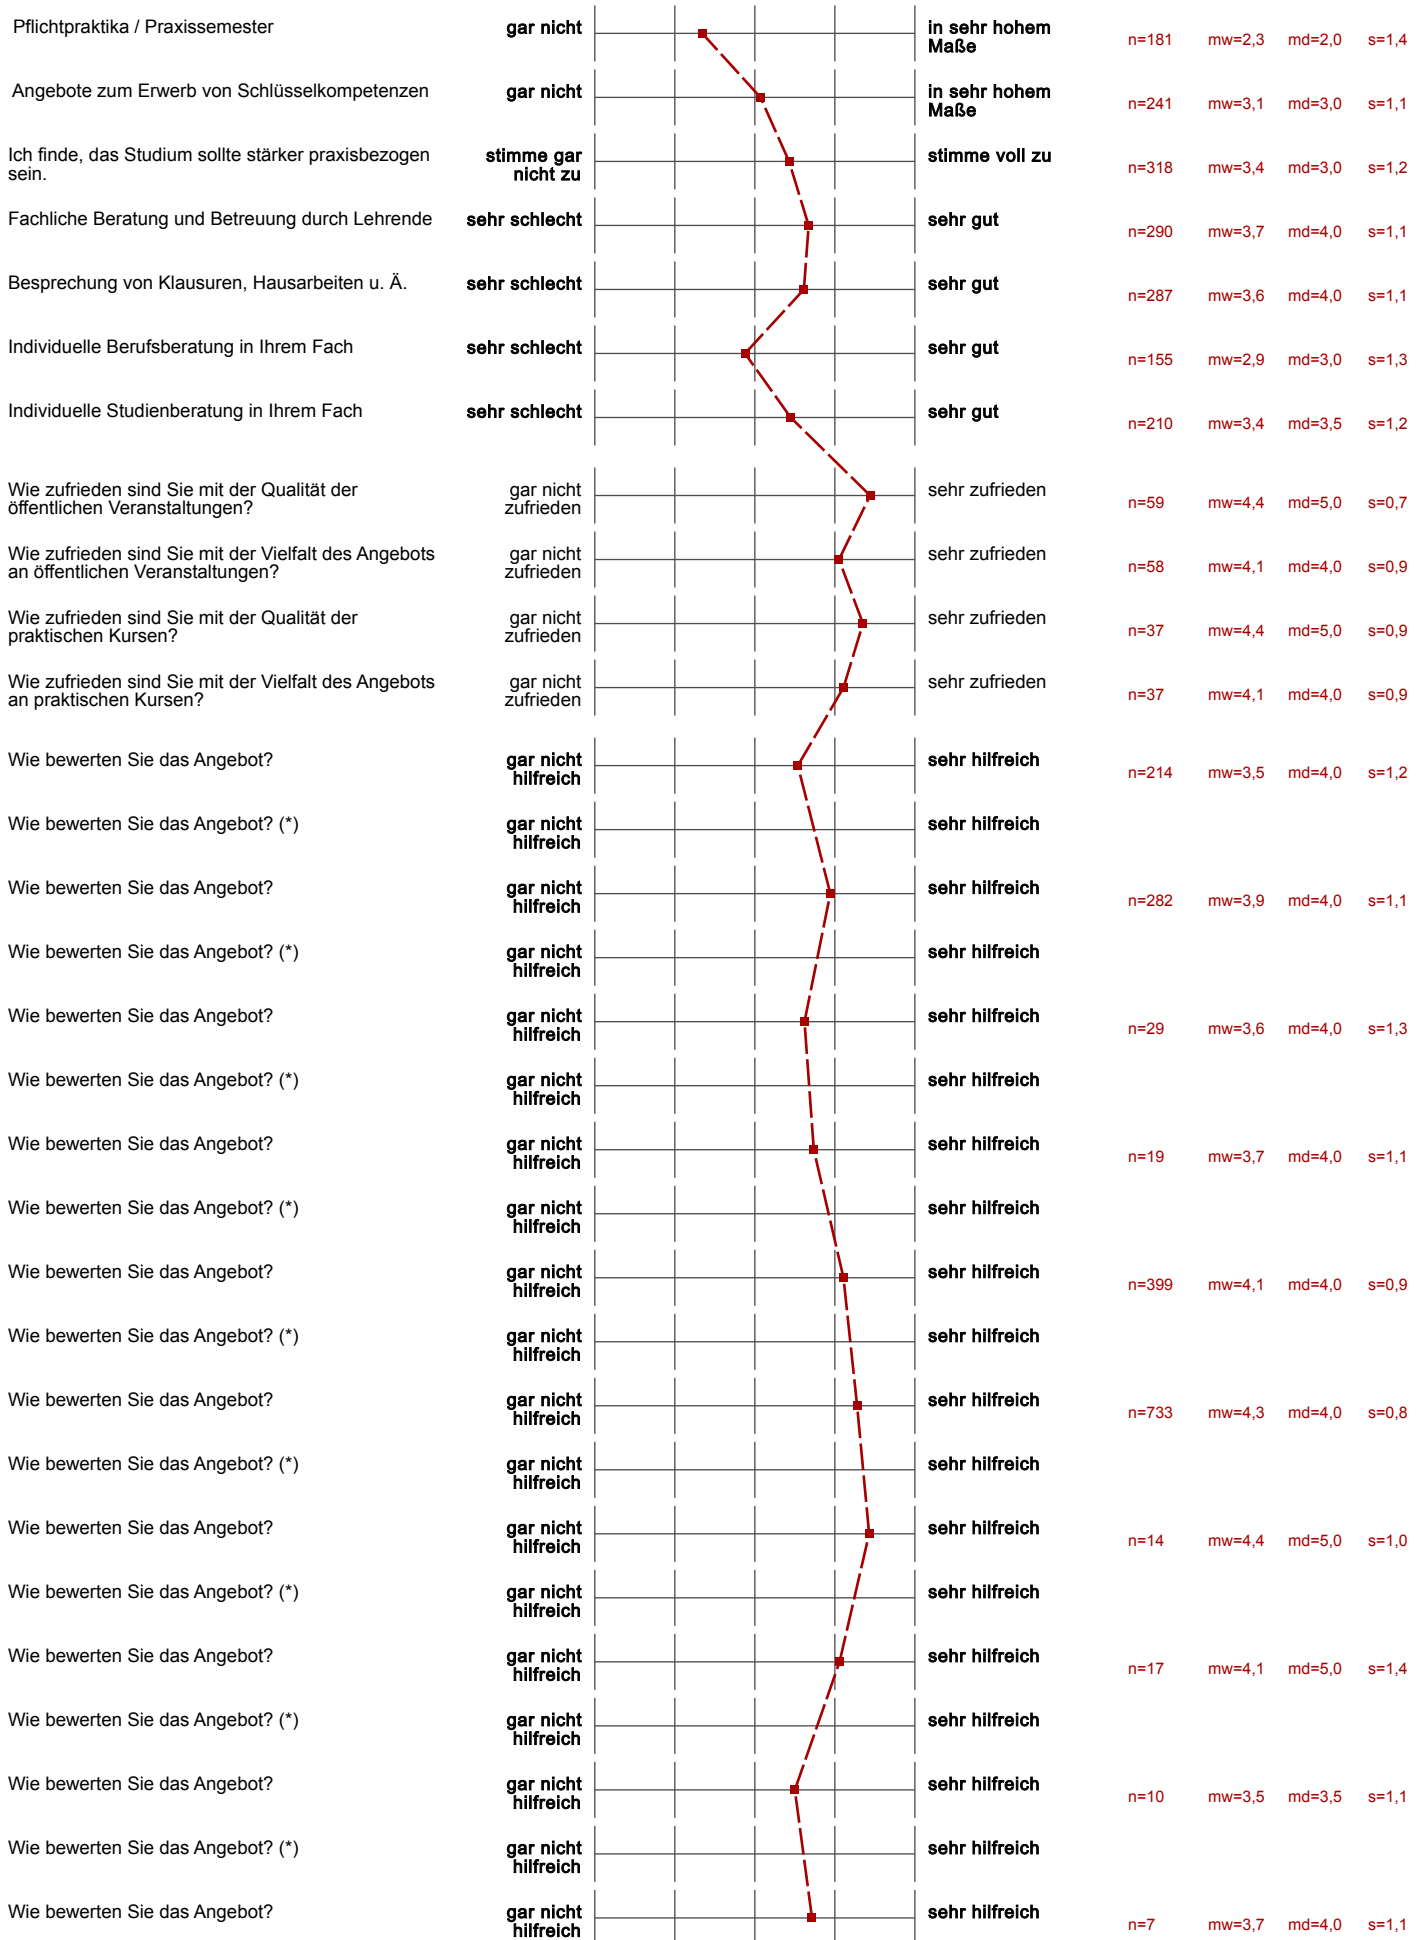 Pflichtpraktika / Praxissemester gar nicht in sehr hohem
Maße
n=181 mw=2,3 md=2,0 s=1,4
Angebote zum Erwerb von Schlüsselkompetenzen gar nicht in sehr hohem
Maße
n=241 mw=3,1 md=3,0 s=1,1
Ich finde, das Studium sollte stärker praxisbezogen stimme gar stimme voll zu
sein. nicht zu
n=318 mw=3,4 md=3,0 s=1,2
Fachliche Beratung und Betreuung durch Lehrende sehr schlecht sehr gut
n=290 mw=3,7 md=4,0 s=1,1
Besprechung von Klausuren, Hausarbeiten u. Ä. sehr schlecht sehr gut
n=287 mw=3,6 md=4,0 s=1,1
Individuelle Berufsberatung in Ihrem Fach sehr schlecht sehr gut
n=155 mw=2,9 md=3,0 s=1,3
Individuelle Studienberatung in Ihrem Fach sehr schlecht sehr gut
n=210 mw=3,4 md=3,5 s=1,2
Wie zufrieden sind Sie mit der Qualität der gar nicht sehr zufrieden
öffentlichen Veranstaltungen? zufrieden
n=59 mw=4,4 md=5,0 s=0,7
Wie zufrieden sind Sie mit der Vielfalt des Angebots gar nicht sehr zufrieden
an öffentlichen Veranstaltungen? zufrieden
n=58 mw=4,1 md=4,0 s=0,9
Wie zufrieden sind Sie mit der Qualität der gar nicht sehr zufrieden
praktischen Kursen? zufrieden
n=37 mw=4,4 md=5,0 s=0,9
Wie zufrieden sind Sie mit der Vielfalt des Angebots gar nicht sehr zufrieden
an praktischen Kursen? zufrieden
n=37 mw=4,1 md=4,0 s=0,9
Wie bewerten Sie das Angebot? gar nicht sehr hilfreich
hilfreich
n=214 mw=3,5 md=4,0 s=1,2
Wie bewerten Sie das Angebot? (*) gar nicht sehr hilfreich
hilfreich
Wie bewerten Sie das Angebot? gar nicht sehr hilfreich
hilfreich
n=282 mw=3,9 md=4,0 s=1,1
Wie bewerten Sie das Angebot? (*) gar nicht sehr hilfreich
hilfreich
Wie bewerten Sie das Angebot? gar nicht sehr hilfreich
hilfreich
n=29 mw=3,6 md=4,0 s=1,3
Wie bewerten Sie das Angebot? (*) gar nicht sehr hilfreich
hilfreich
Wie bewerten Sie das Angebot? gar nicht sehr hilfreich
hilfreich
n=19 mw=3,7 md=4,0 s=1,1
Wie bewerten Sie das Angebot? (*) gar nicht sehr hilfreich
hilfreich
Wie bewerten Sie das Angebot? gar nicht sehr hilfreich
hilfreich
n=399 mw=4,1 md=4,0 s=0,9
Wie bewerten Sie das Angebot? (*) gar nicht sehr hilfreich
hilfreich
Wie bewerten Sie das Angebot? gar nicht sehr hilfreich
hilfreich
n=733 mw=4,3 md=4,0 s=0,8
Wie bewerten Sie das Angebot? (*) gar nicht sehr hilfreich
hilfreich
Wie bewerten Sie das Angebot? gar nicht sehr hilfreich
hilfreich
n=14 mw=4,4 md=5,0 s=1,0
Wie bewerten Sie das Angebot? (*) gar nicht sehr hilfreich
hilfreich
Wie bewerten Sie das Angebot? gar nicht sehr hilfreich
hilfreich
n=17 mw=4,1 md=5,0 s=1,4
Wie bewerten Sie das Angebot? (*) gar nicht sehr hilfreich
hilfreich
Wie bewerten Sie das Angebot? gar nicht sehr hilfreich
hilfreich
n=10 mw=3,5 md=3,5 s=1,1
Wie bewerten Sie das Angebot? (*) gar nicht sehr hilfreich
hilfreich
Wie bewerten Sie das Angebot? gar nicht sehr hilfreich
hilfreich
n=7 mw=3,7 md=4,0 s=1,1